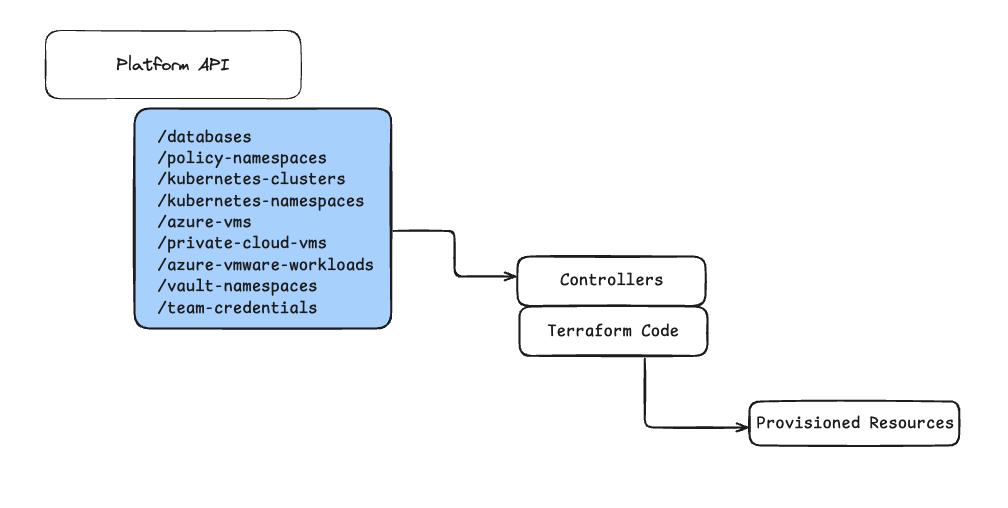 Platform API
/databases
/policy-namespaces
/kubernetes-clusters
/kubernetes-namespaces
/azure-vms
/private-cloud-vms
/azure-vmware-workloads
/vault-namespaces
/team-credentials
Controllers
Terraform Code
Provisioned Resources